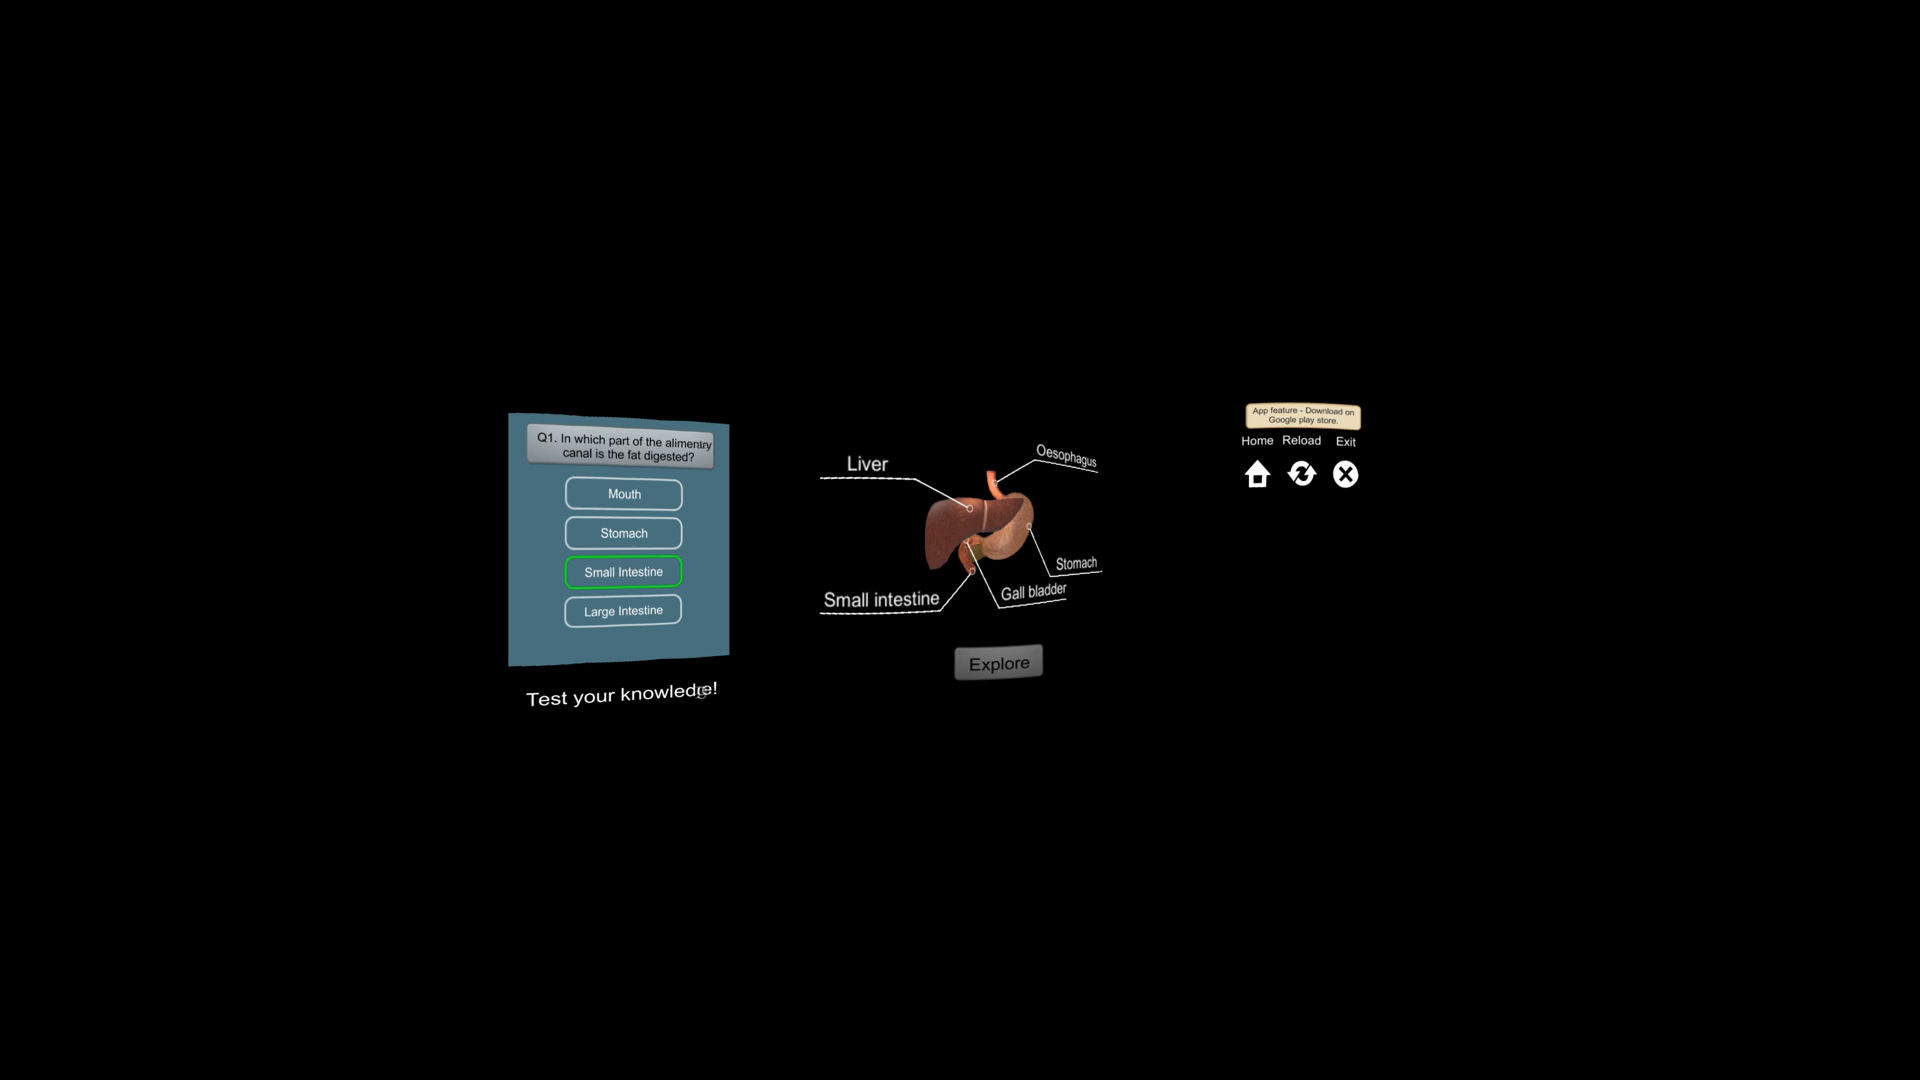 Q1. In which part of the alimentry
canal is the fat digested?
Mouth
Stomach
Small Intestine
Large Intestine
Test your knowledge!
Liver
Oesophagus
Small intestine
Gall bladder
Stomach
Explore
App feature - Download on
Google play store.
Home Reload Exit